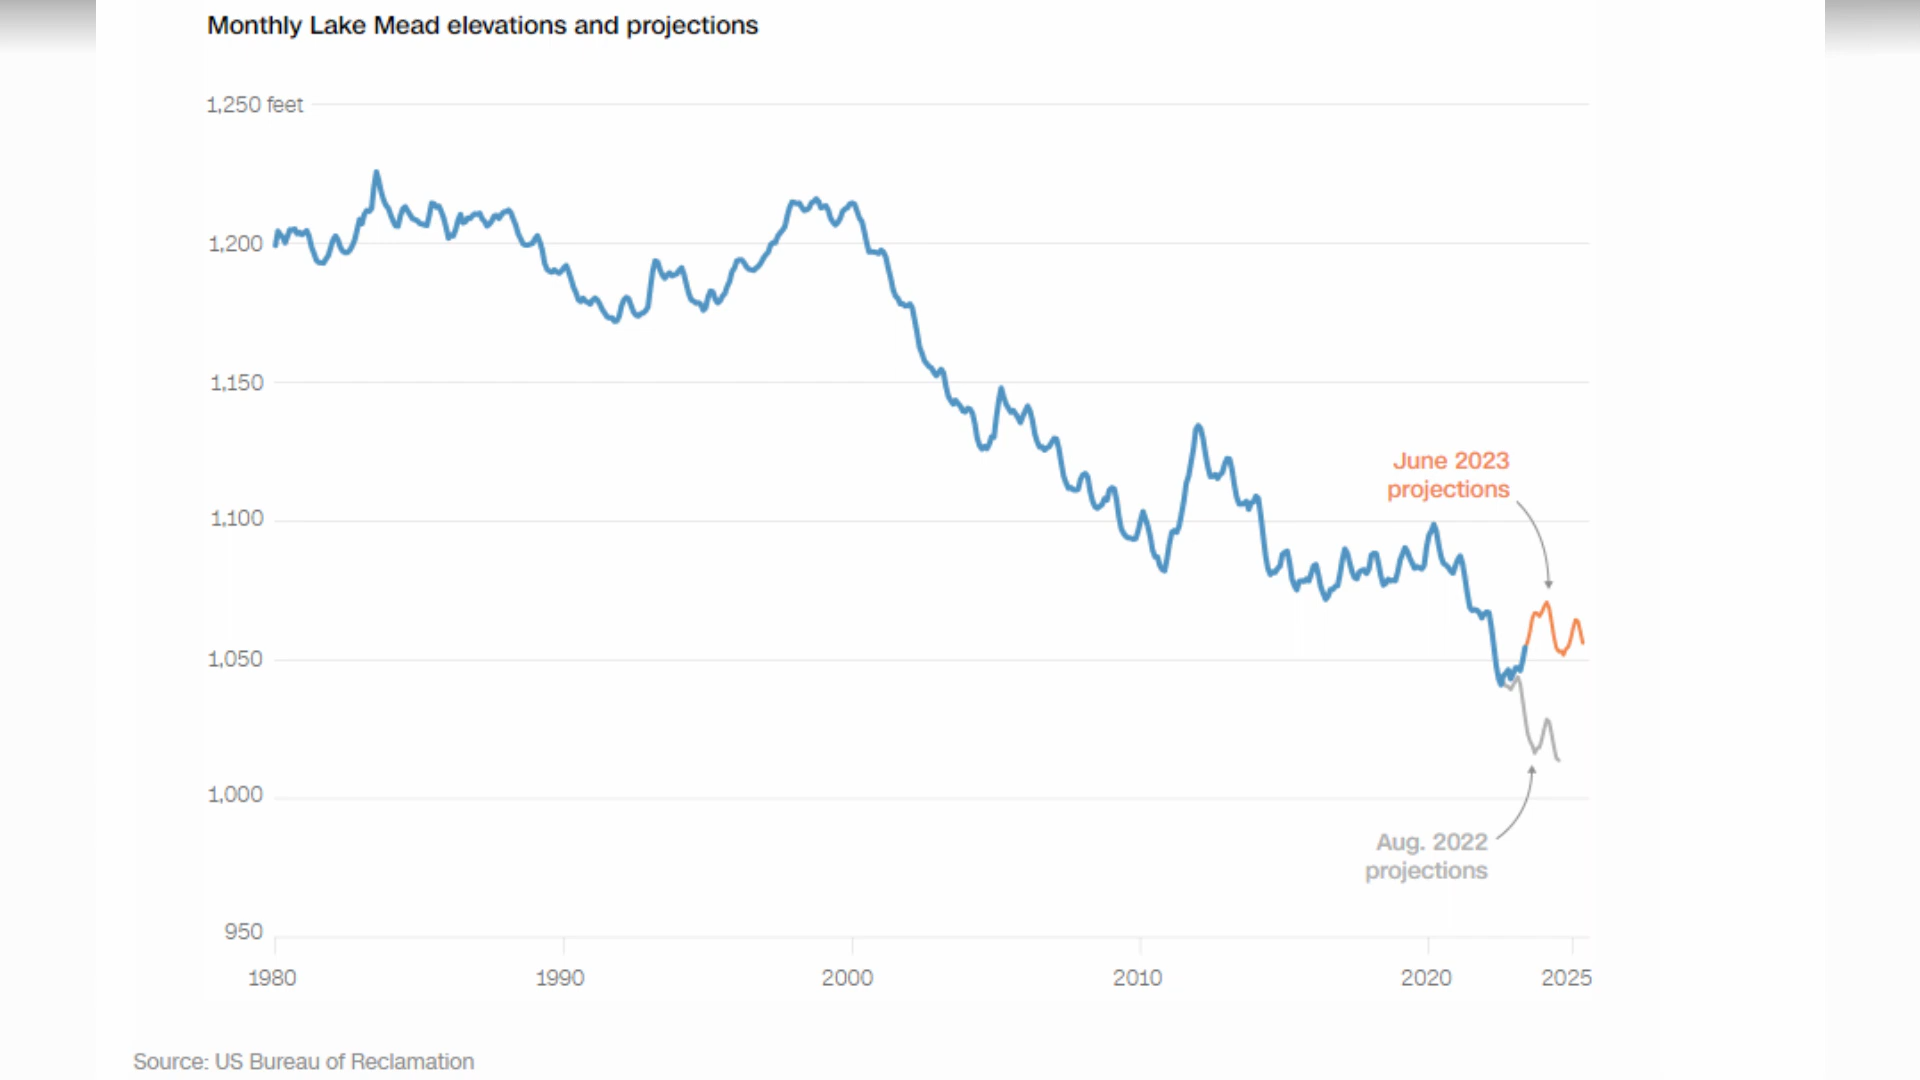 Monthly Lake Mead elevations and projections
1,250 feet
1,200
1,150
June 2023
projections
1,100
1,050
1,000
Aug. 2022
projections
950
1980 1990 2000 2010 2020 2025
Source: US Bureau of Reclamation